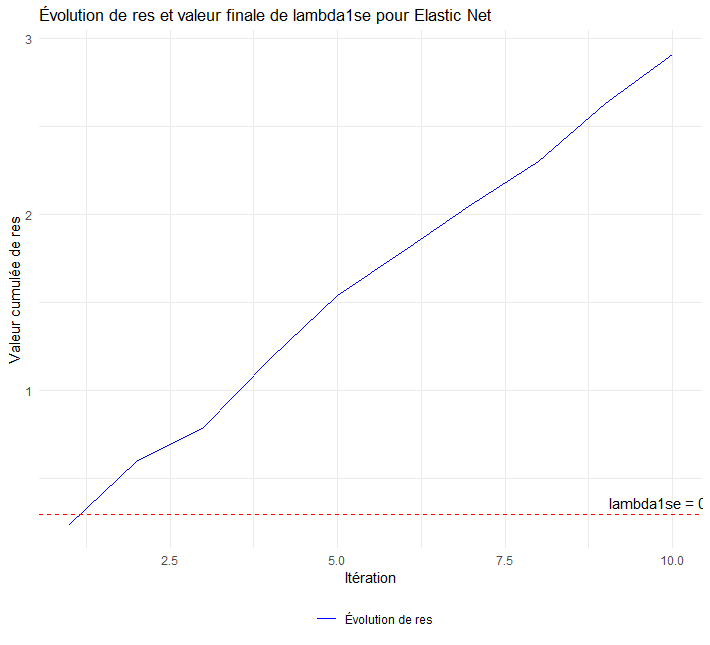 Évolution de res et valeur finale de lambda1se pour Elastic Net
Valeur cumulée de res
3
2
1
lambda1se = 0
2.5
5.0
7.5
10.0
Itération
Évolution de res